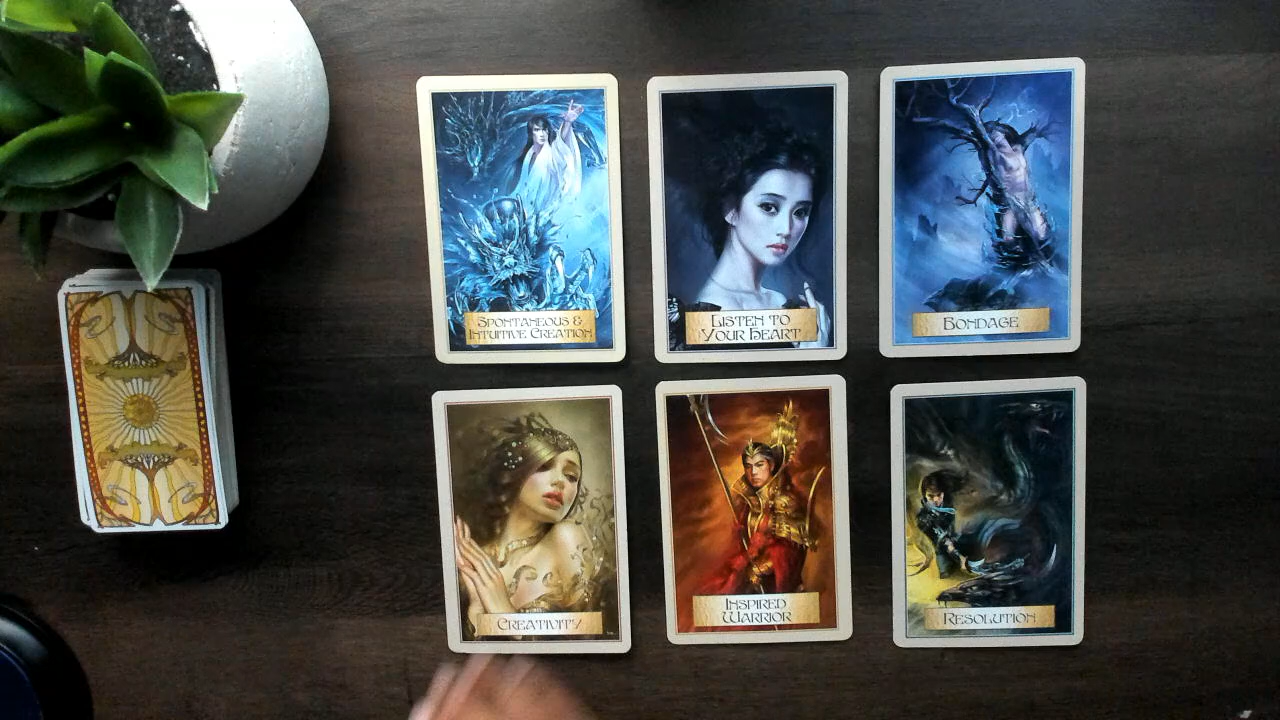 Spontaneous &
Intuitive Creation
Listen to
Your Heart
Bondage
Creativity
Inspired
Warrior
Resolution